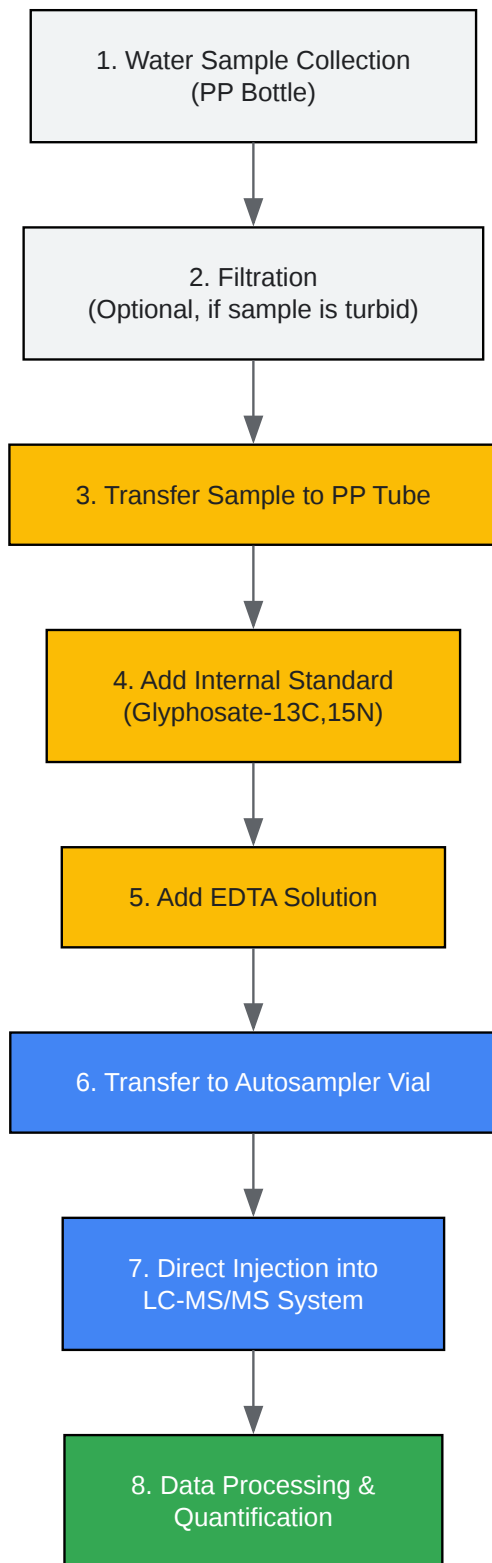 1. Water Sample Collection
(PP Bottle)
2. Filtration
(Optional, if sample is turbid)
3. Transfer Sample to PP Tube
4. Add Internal Standard
(Glyphosate-13C,15N)
5. Add EDTA Solution
6. Transfer to Autosampler Vial
7. Direct Injection into
LC-MS/MS System
8. Data Processing &
Quantification